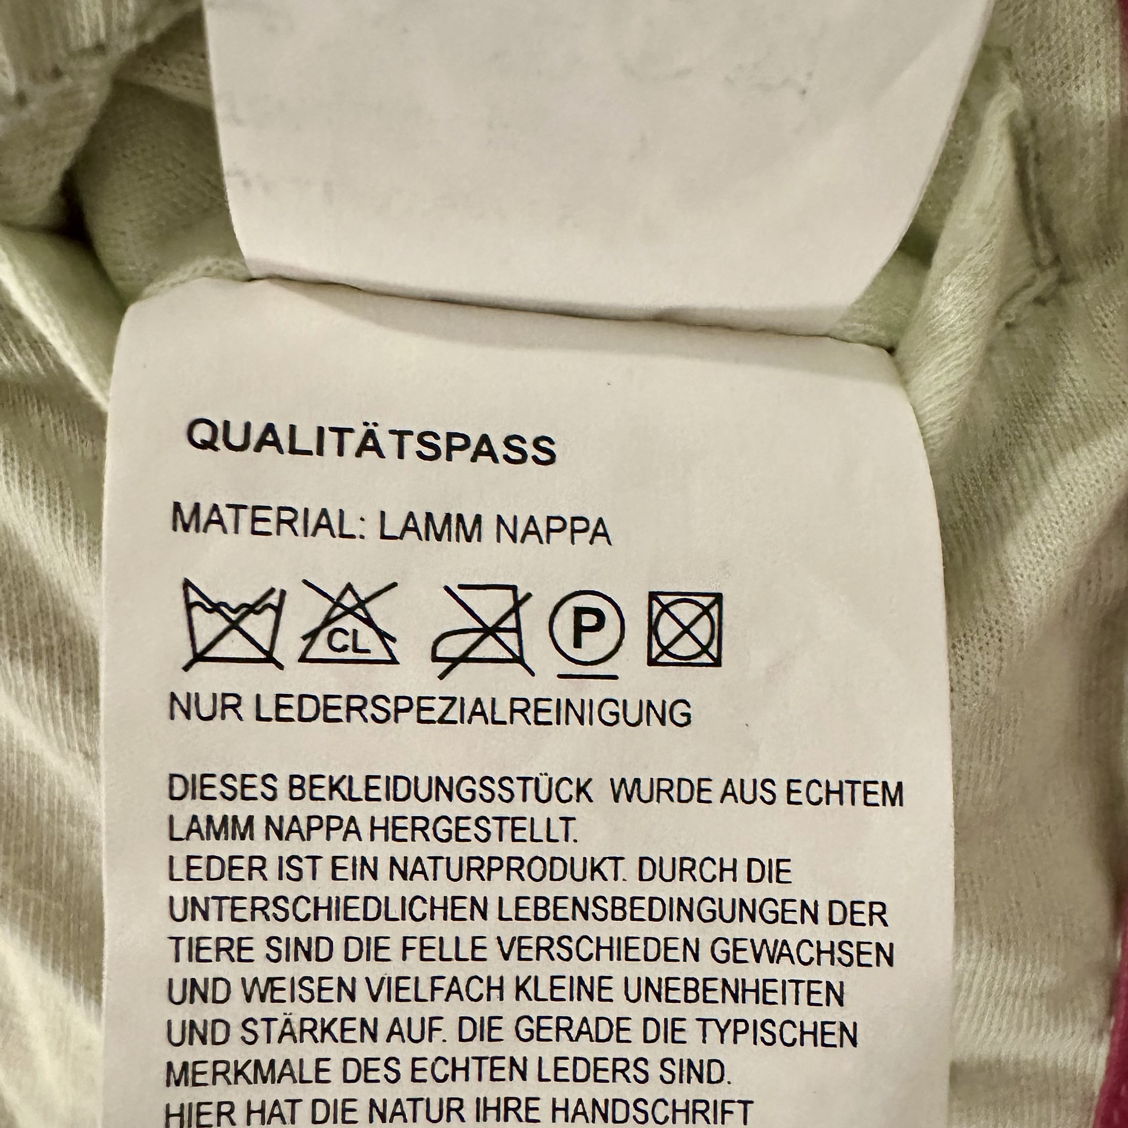 QUALITÄTSPASS
MATERIAL: LAMM NAPPA
CL P
NUR LEDERSPEZIALREINIGUNG
DIESES BEKLEIDUNGSSTÜCK WURDE AUS ECHTEM
LAMM NAPPA HERGESTELLT.
LEDER IST EIN NATURPRODUKT. DURCH DIE
UNTERSCHIEDLICHEN LEBENSBEDINGUNGEN DER
TIERE SIND DIE FELLE VERSCHIEDEN GEWACHSEN
UND WEISEN VIELFACH KLEINE UNEBENHEITEN
UND STÄRKEN AUF. DIE GERADE DIE TYPISCHEN
MERKMALE DES ECHTEN LEDERS SIND.
HIER HAT DIE NATUR IHRE HANDSCHRIFT